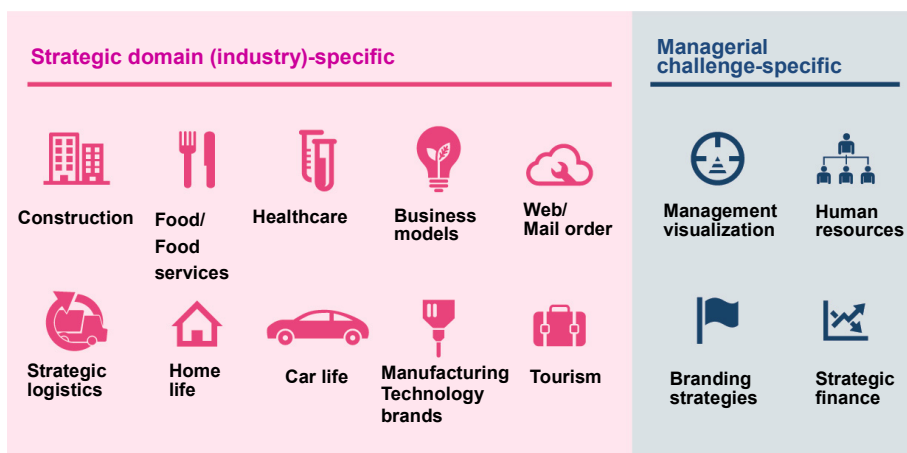 Strategic domain (industry)-specific
Construction
Food/
Food
services
Healthcare
Business
models
Web/
Mail order
Strategic
logistics
Home
life
Car life
Manufacturing
Technology
brands
Tourism
Managerial
challenge-specific
Management
visualization
Human
resources
Branding
strategies
Strategic
finance